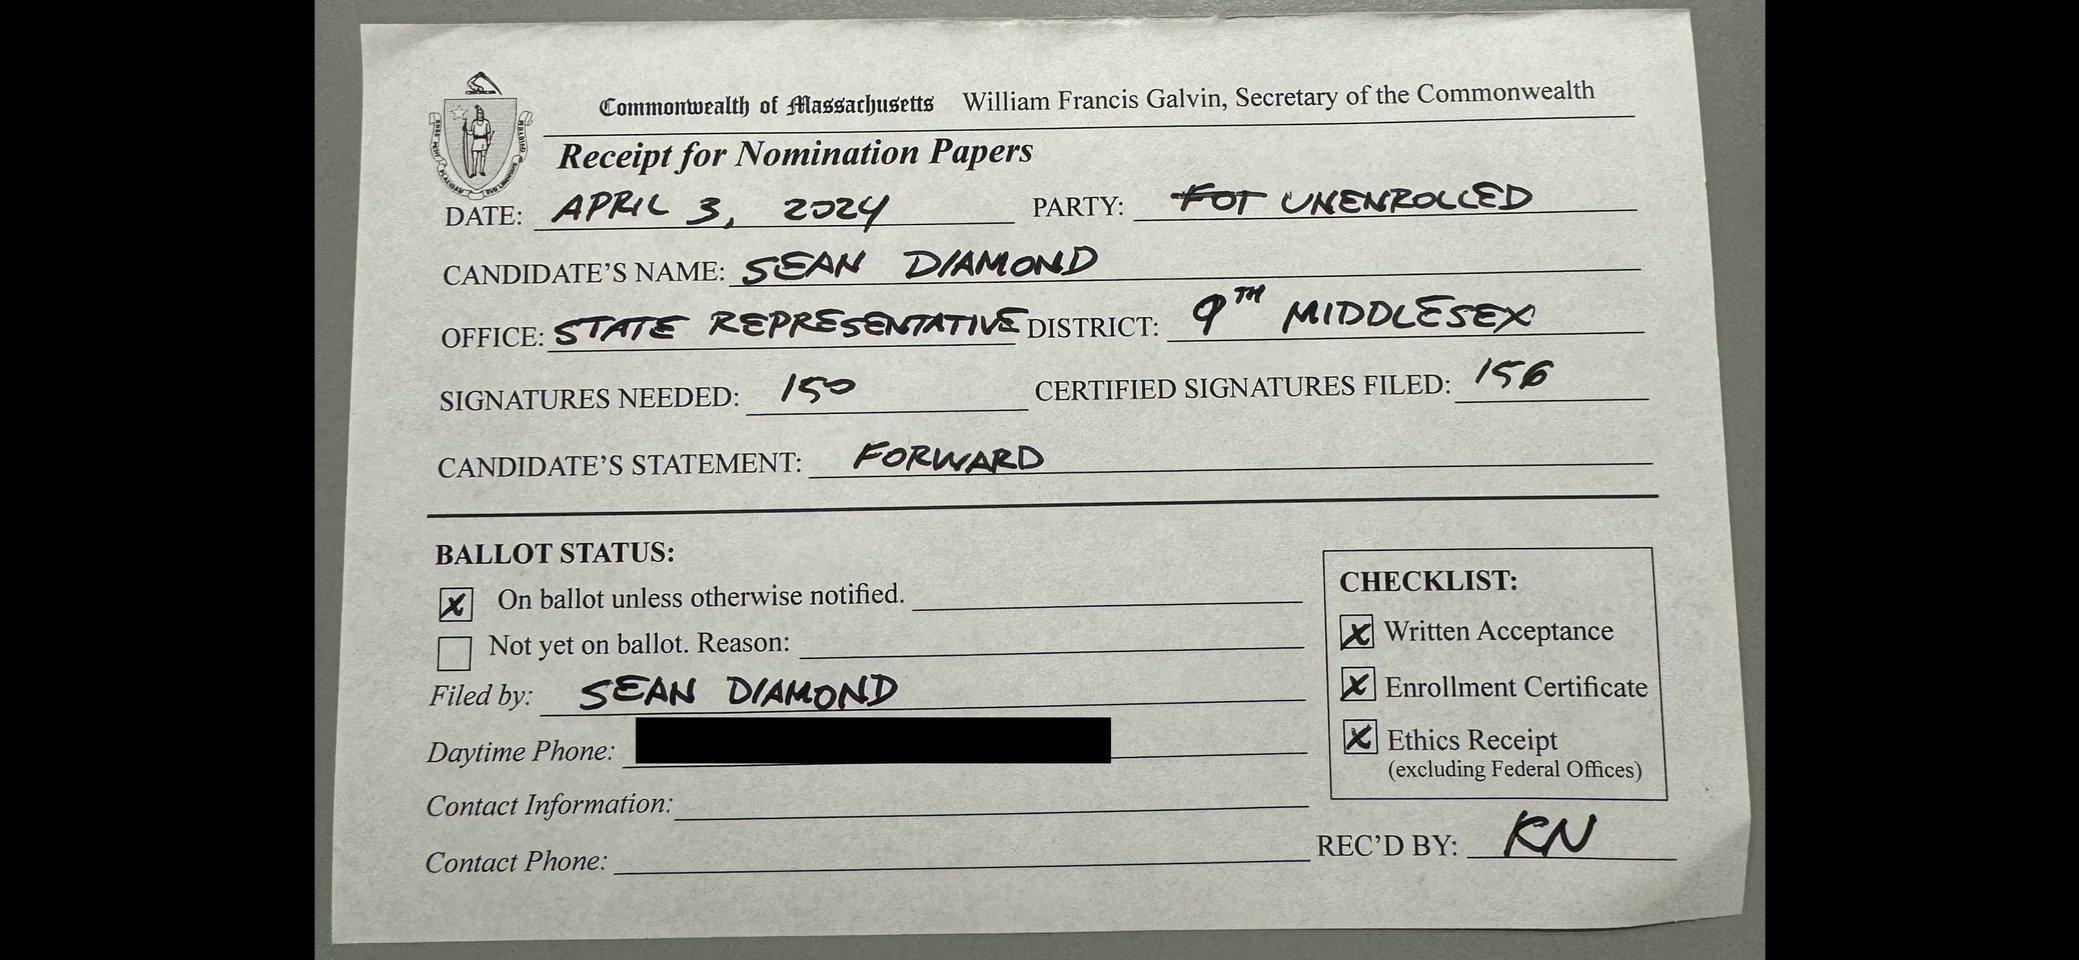 Commonwealth of Massachusetts William Francis Galvin, Secretary of the Commonwealth
Receipt for Nomination Papers
DATE: APRIL 3, 2024 PARTY: FOT UNENROLLED
CANDIDATE'S NAME: SEAN DIAMOND
OFFICE: STATE REPRESENTATIVE DISTRICT: 9TH MIDDLESEX
SIGNATURES NEEDED: 150 CERTIFIED SIGNATURES FILED: 156
CANDIDATE'S STATEMENT: FORWARD
BALLOT STATUS:
X On ballot unless otherwise notified.
Not yet on ballot. Reason:
Filed by: SEAN DIAMOND
Daytime Phone:
Contact Information:
Contact Phone:
CHECKLIST:
X Written Acceptance
X Enrollment Certificate
X Ethics Receipt
(excluding Federal Offices)
REC'D BY: KN